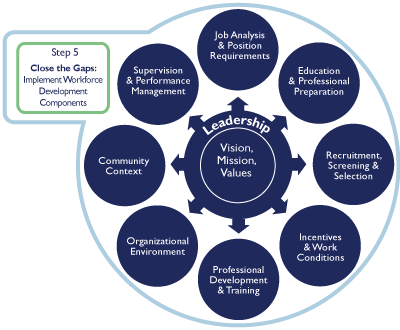 Step 5
Close the Gaps:
Implement Workforce
Development
Components
Job Analysis
& Position
Requirements
Education
& Professional
Preparation
Recruitment,
Screening &
Selection
Incentives
& Work
Conditions
Professional
Development
& Training
Organizational
Environment
Community
Context
Supervision
& Performance
Management
Leadership
Vision,
Mission,
Values